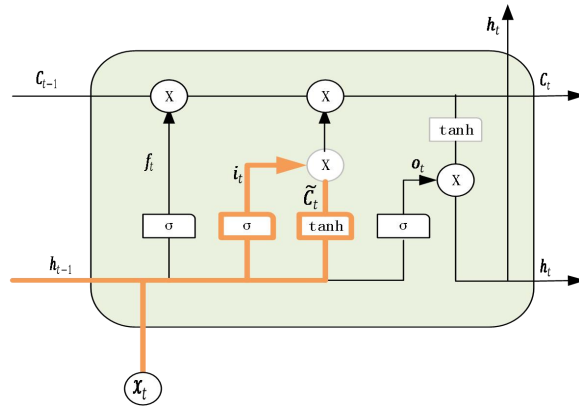 h_t
C_{t-1}
X
X
C_t
tanh
f_t
i_t
X
o_t
X
C̃_t
σ
σ
tanh
σ
h_{t-1}
h_t
x_t